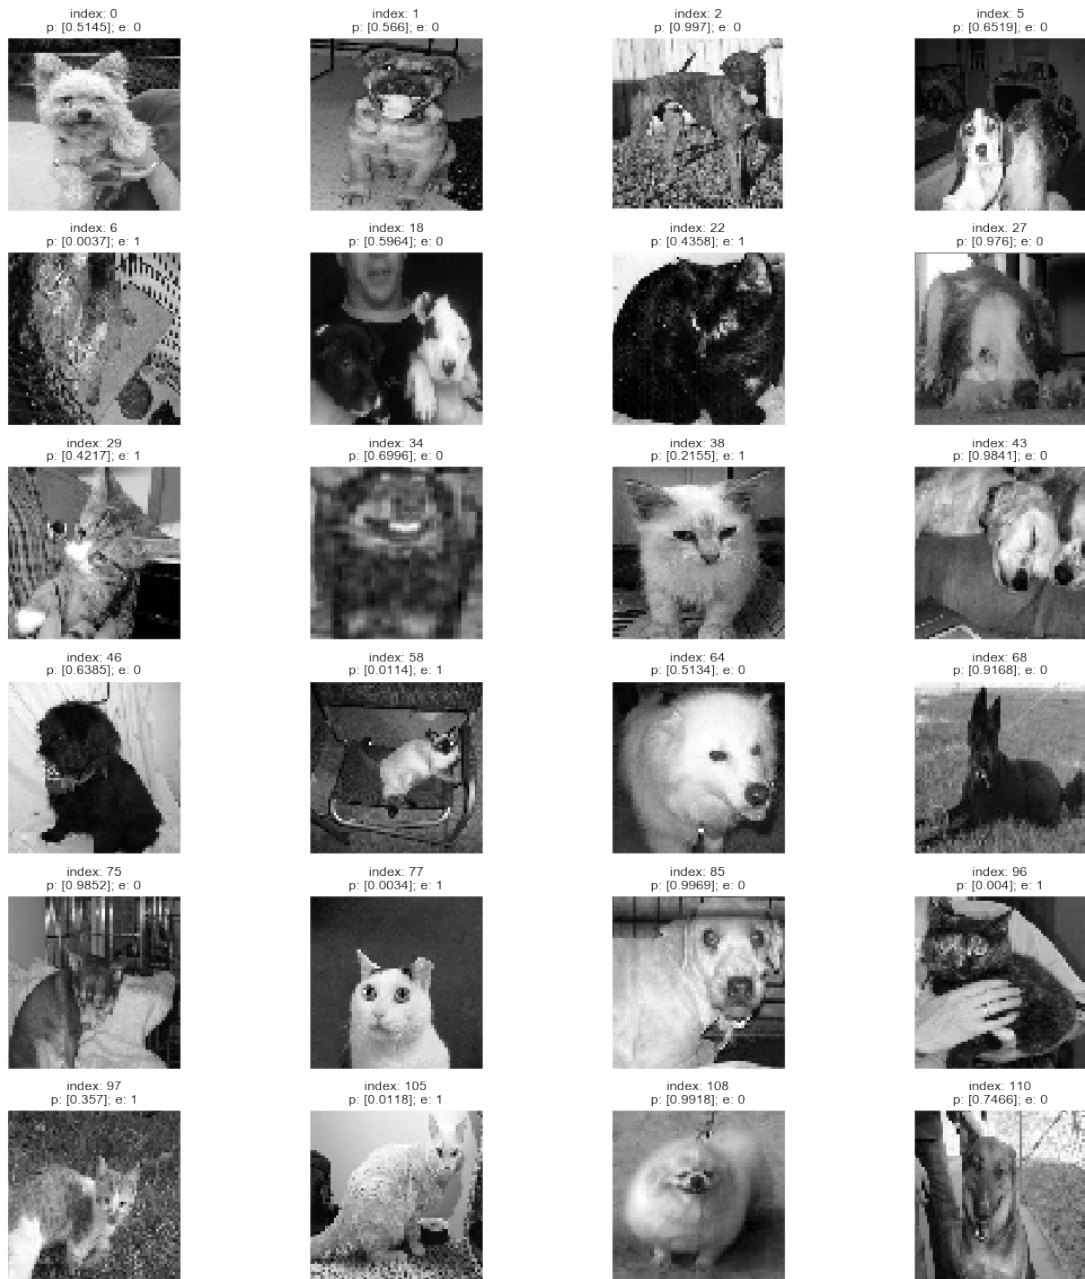 index: 0
p: [0.5145]; e: 0
index: 1
p: [0.566]; e: 0
index: 2
p: [0.997]; e: 0
index: 5
p: [0.6519]; e: 0
index: 6
p: [0.0037]; e: 1
index: 18
p: [0.5964]; e: 0
index: 22
p: [0.4358]; e: 1
index: 27
p: [0.976]; e: 0
index: 29
p: [0.4217]; e: 1
index: 34
p: [0.6996]; e: 0
index: 38
p: [0.2155]; e: 1
index: 43
p: [0.9841]; e: 0
index: 46
p: [0.6385]; e: 0
index: 58
p: [0.0114]; e: 1
index: 64
p: [0.5134]; e: 0
index: 68
p: [0.9168]; e: 0
index: 75
p: [0.9852]; e: 0
index: 77
p: [0.0034]; e: 1
index: 85
p: [0.9969]; e: 0
index: 96
p: [0.004]; e: 1
index: 97
p: [0.357]; e: 1
index: 105
p: [0.0118]; e: 1
index: 108
p: [0.9918]; e: 0
index: 110
p: [0.7466]; e: 0